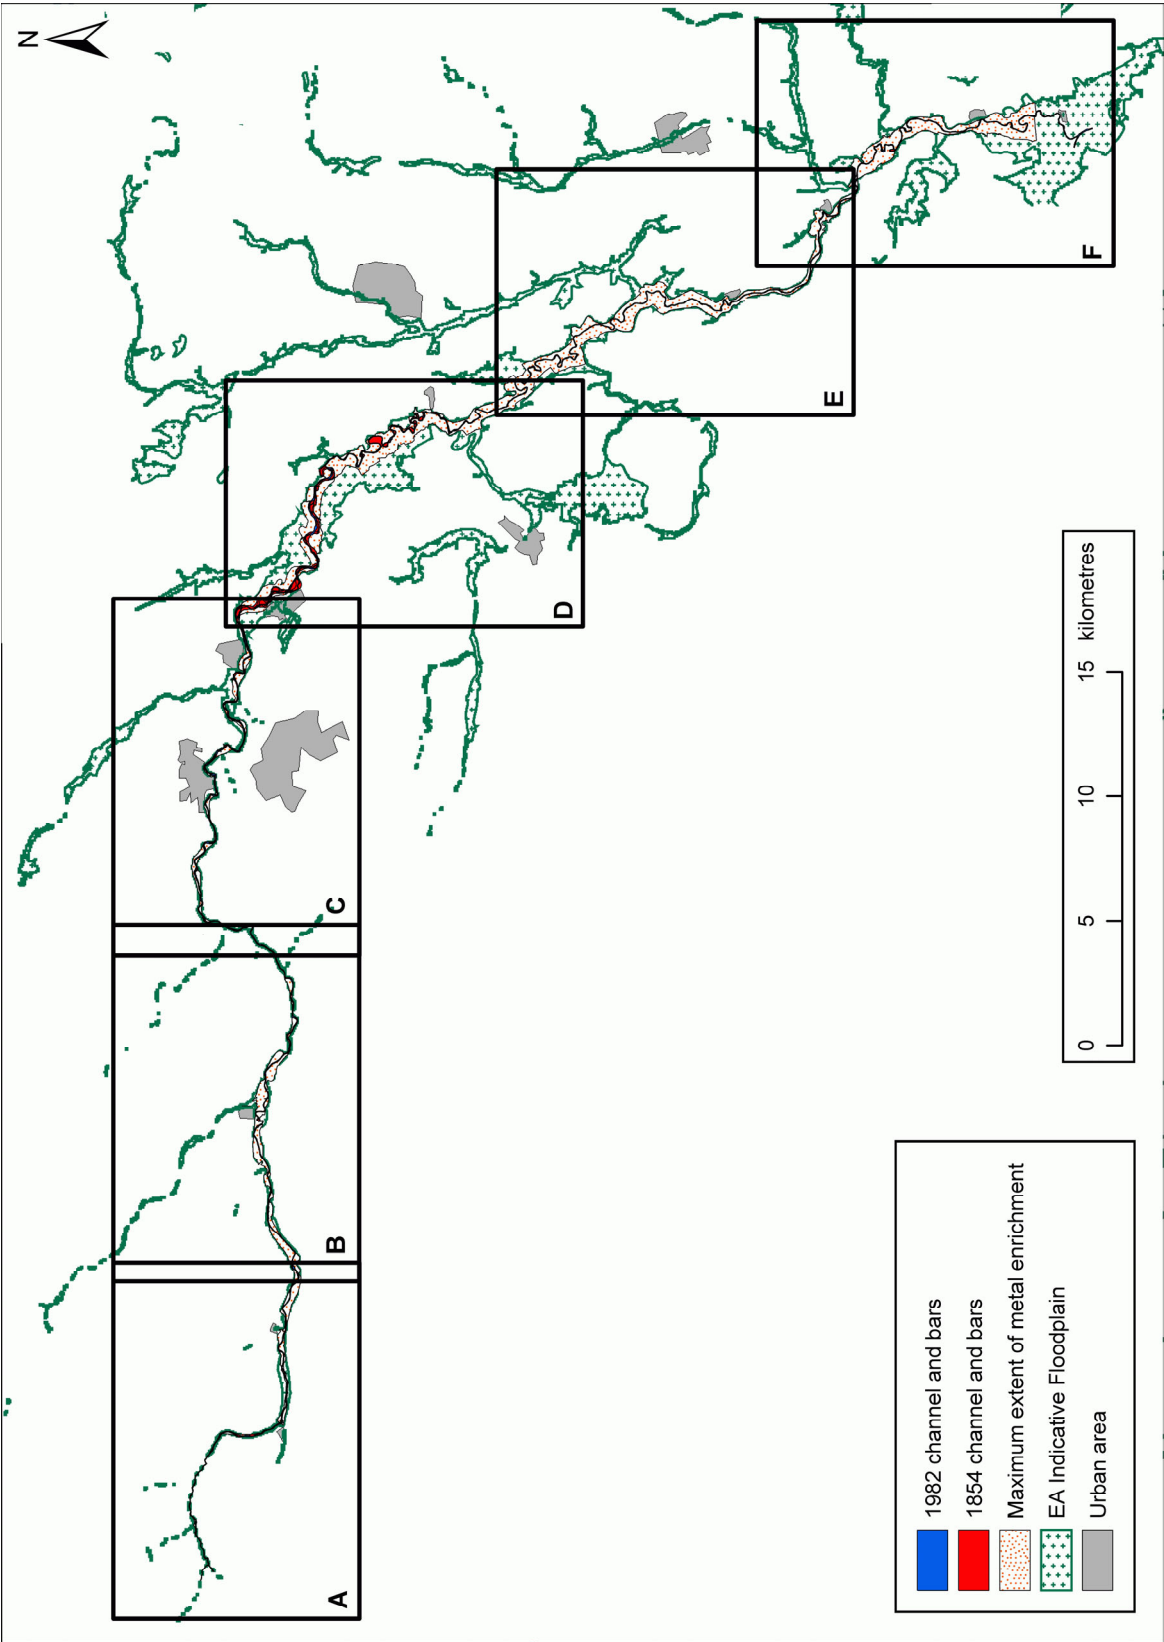 N
A
B
C
D
E
F
0 5 10 15 kilometres
1982 channel and bars
1854 channel and bars
Maximum extent of metal enrichment
EA Indicative Floodplain
Urban area